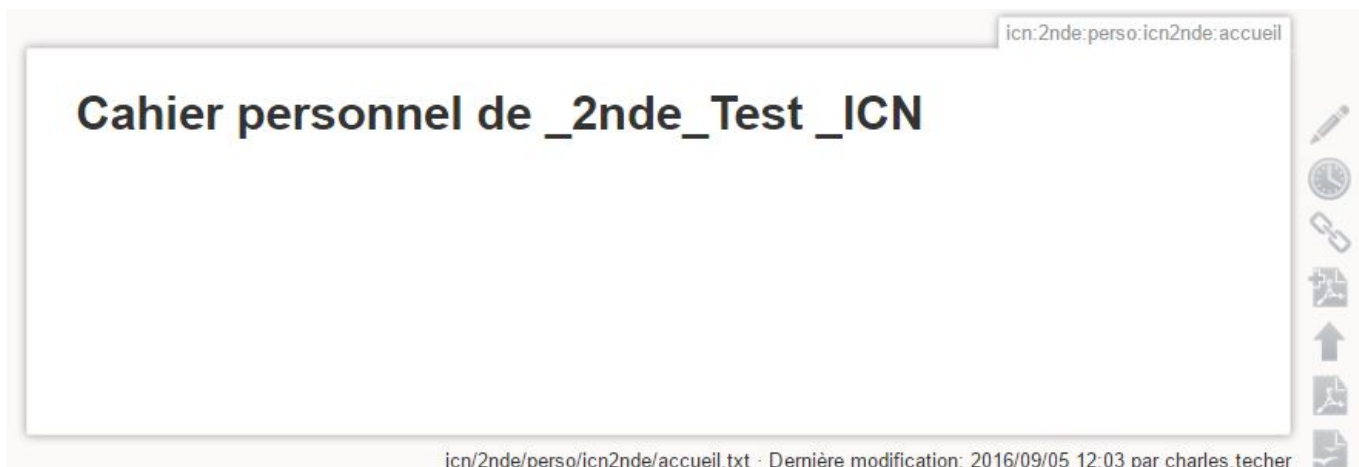 icn:2nde:perso:icn2nde:accueil
Cahier personnel de _2nde_Test _ICN
icn/2nde/perso/icn2nde/accueil.txt · Dernière modification: 2016/09/05 12:03 par charles.techer